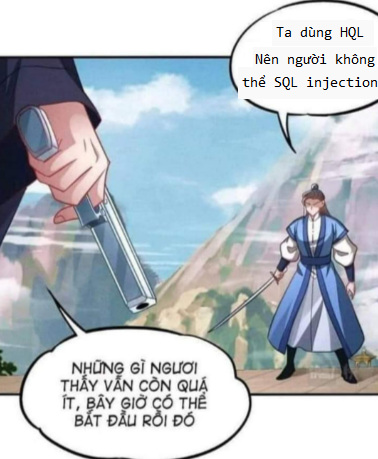 Ta dùng HQL
Nên người không
thể SQL injection
NHỮNG GÌ NGƯƠI
THẤY VẪN CÒN QUÁ
ÍT, BÂY GIỜ CÓ THỂ
BẮT ĐẦU RỒI ĐÓ